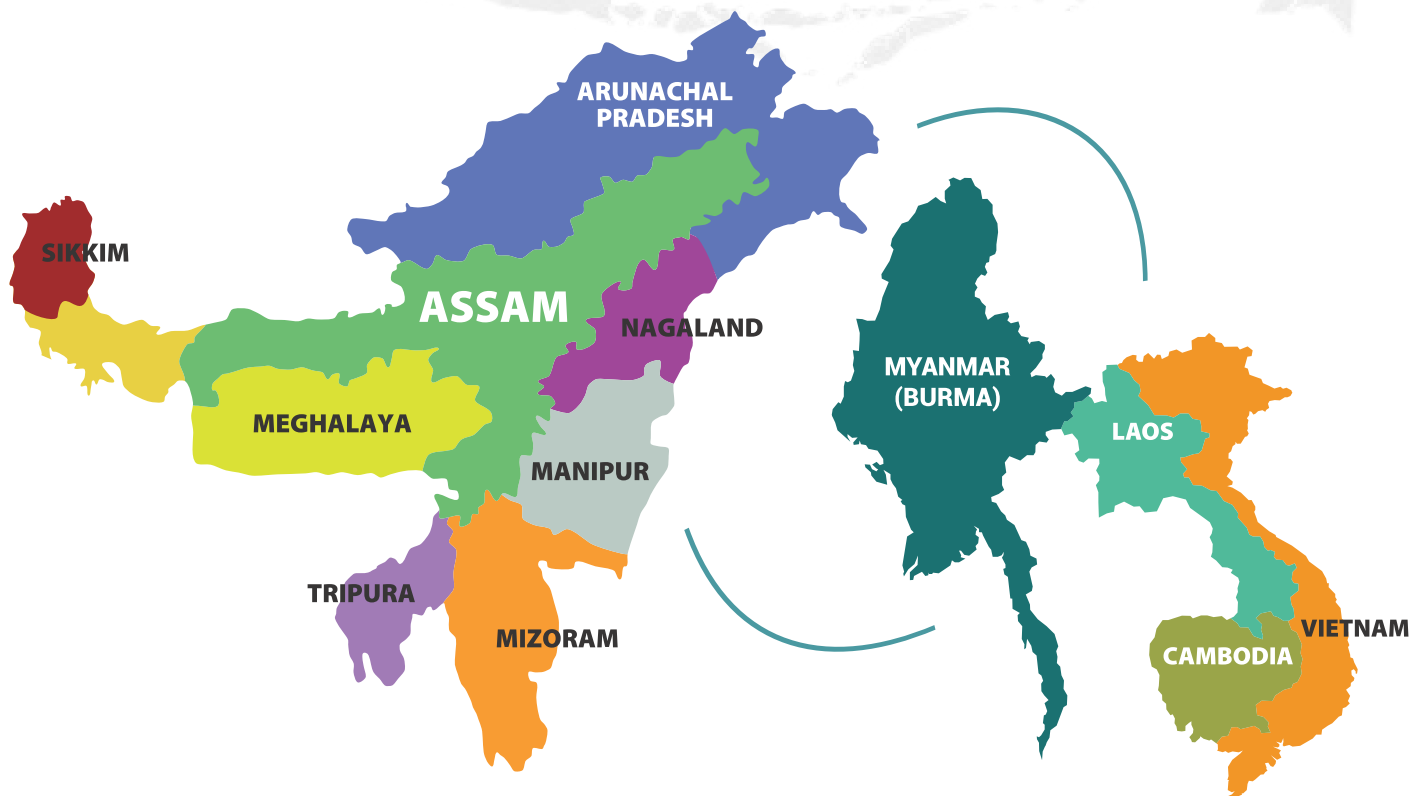 ARUNACHAL
PRADESH
SIKKIM
ASSAM
NAGALAND
MEGHALAYA
MANIPUR
TRIPURA
MIZORAM
MYANMAR
(BURMA)
LAOS
VIETNAM
CAMBODIA